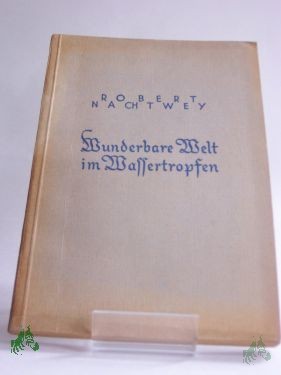 ROBERT
NACHTWEY
Wunderbare Welt
im Wassertropfen